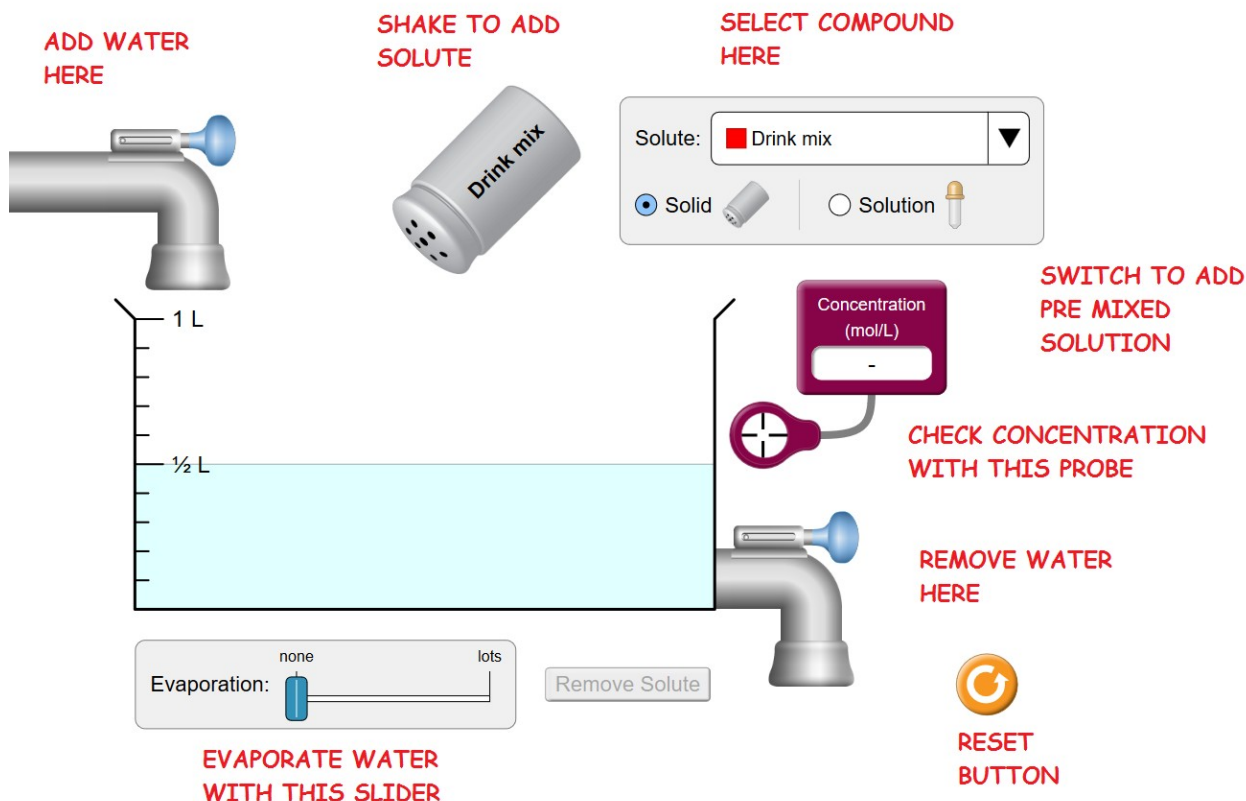 ADD WATER
HERE
SHAKE TO ADD
SOLUTE
SELECT COMPOUND
HERE
Drink mix
Solute:
Drink mix
Solid
Solution
SWITCH TO ADD
PRE MIXED
SOLUTION
1 L
Concentration
(mol/L)
-
½ L
CHECK CONCENTRATION
WITH THIS PROBE
REMOVE WATER
HERE
none
lots
Evaporation:
Remove Solute
EVAPORATE WATER
WITH THIS SLIDER
RESET
BUTTON